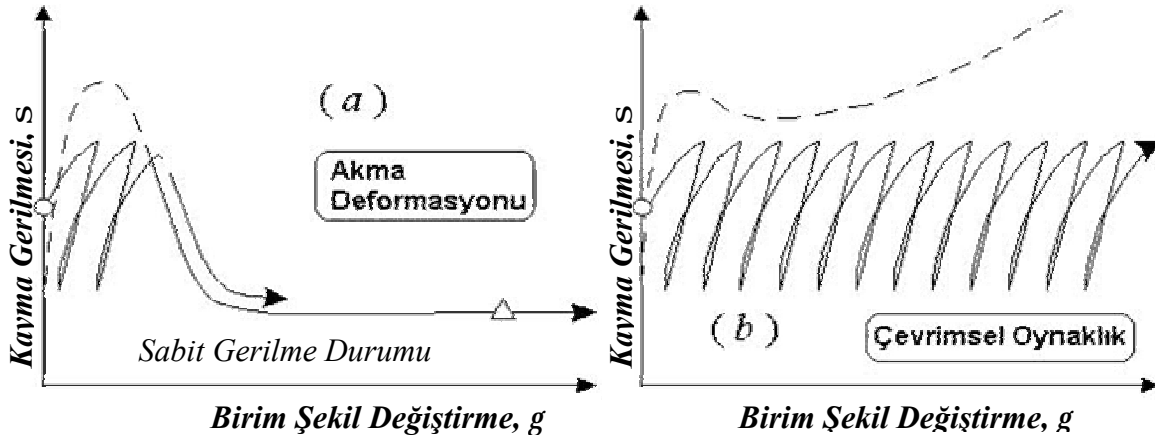 Kayma Gerilmesi, s
( a )
Akma
Deformasyonu
Sabit Gerilme Durumu
Birim Şekil Değiştirme, g
Kayma Gerilmesi, s
( b )
Çevrimsel Oynaklık
Birim Şekil Değiştirme, g